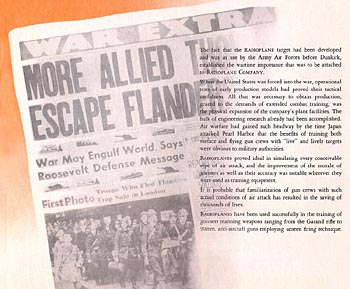 WAR EXTRA
MORE ALLIED
ESCAPE FLAN
War May Engulf World, Says
Roosevelt Defense Message
First Photo
Troops Who Fled Flan
Safe in London
The fact that the RADIOPLANE target had been developed
and was in use by the Army Air Forces before Dunkirk,
established the wartime importance that was to be attached
to RADIOPLANE COMPANY.
When the United States was forced into the war, operational
tests of early production models had proved their tactical
usefulness. All that was necessary to obtain production,
geared to the demands of extended combat training, was
the physical expansion of the company's plant facilities. The
bulk of engineering research already had been accomplished.
Air warfare had gained such headway by the time Japan
attacked Pearl Harbor that the benefits of training both
surface and flying gun crews with "live" and lively targets
were obvious to military authorities.
RADIOPLANES proved ideal in simulating every conceivable
type of air attack, and the improvement of the morale of
gunners as well as their accuracy was notable wherever they
were used as training equipment.
It is probable that familiarization of gun crews with such
actual conditions of air attack has resulted in the saving of
thousands of lives.
RADIOPLANES have been used successfully in the training of
gunners manning weapons ranging from the Garand rifle to
90mm. anti-aircraft guns employing unseen firing technique.